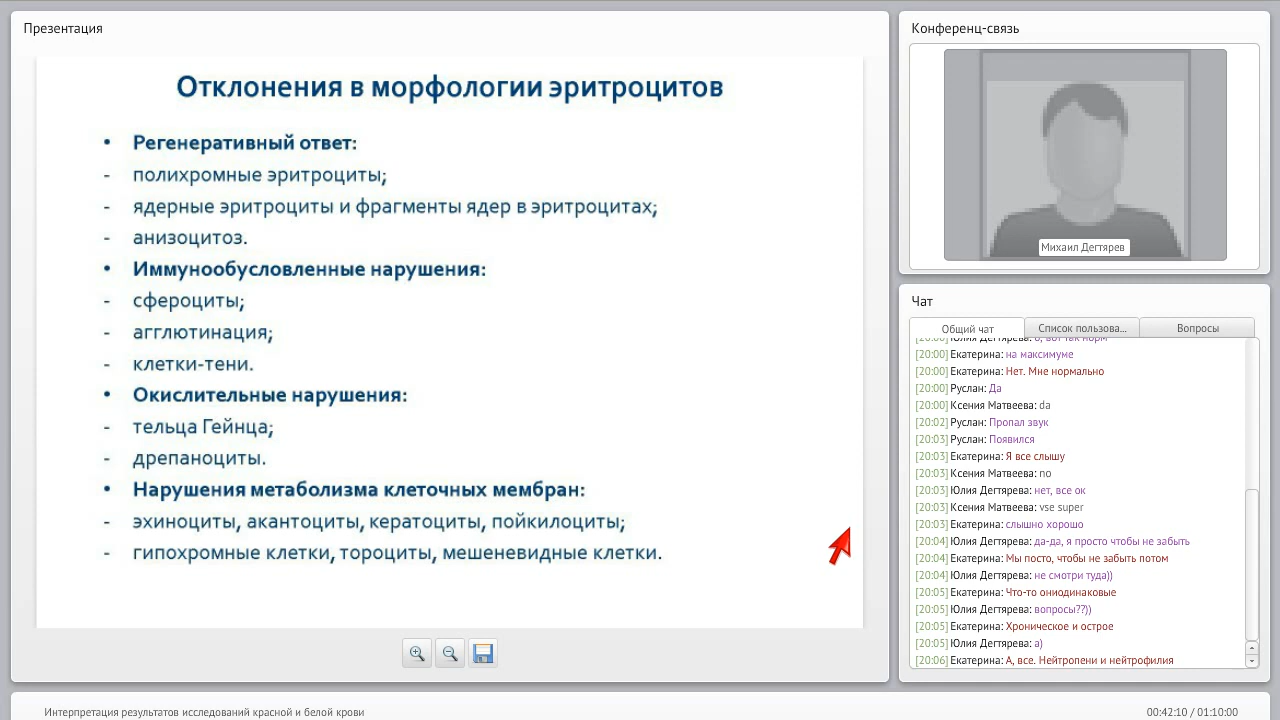 Презентация
Отклонения в морфологии эритроцитов
• Регенеративный ответ:
- полихромные эритроциты;
- ядерные эритроциты и фрагменты ядер в эритроцитах;
- анизоцитоз.
• Иммунообусловленные нарушения:
- сфероциты;
- агглютинация;
- клетки-тени.
• Окислительные нарушения:
- тельца Гейнца;
- дрепаноциты.
• Нарушения метаболизма клеточных мембран:
- эхиноциты, акантоциты, кератоциты, пойкилоциты;
- гипохромные клетки, тороциты, мешеневидные клетки.
Конференц-связь
Михаил Дегтярев
Чат
Общий чат
Список пользова...
Вопросы
[20:00] Юлия Дегтярева:
[20:00] Екатерина: на максимуме
[20:00] Екатерина: Нет. Мне нормально
[20:00] Руслан: Да
[20:00] Ксения Матвеева: da
[20:02] Руслан: Пропал звук
[20:03] Руслан: Появился
[20:03] Екатерина: Я все слышу
[20:03] Ксения Матвеева: no
[20:03] Юлия Дегтярева: нет, все ок
[20:03] Ксения Матвеева: vse super
[20:03] Екатерина: слышно хорошо
[20:04] Юлия Дегтярева: да-да, я просто чтобы не забыть
[20:04] Екатерина: Мы посто, чтобы не забыть потом
[20:04] Юлия Дегтярева: не смотри туда))
[20:05] Екатерина: Что-то ониодинаковые
[20:05] Юлия Дегтярева: вопросы??))
[20:05] Екатерина: Хроническое и острое
[20:05] Юлия Дегтярева: а)
[20:06] Екатерина: А, все. Нейтропени и нейтрофилия
Интерпретация результатов исследований красной и белой крови
00:42:10 / 01:10:00